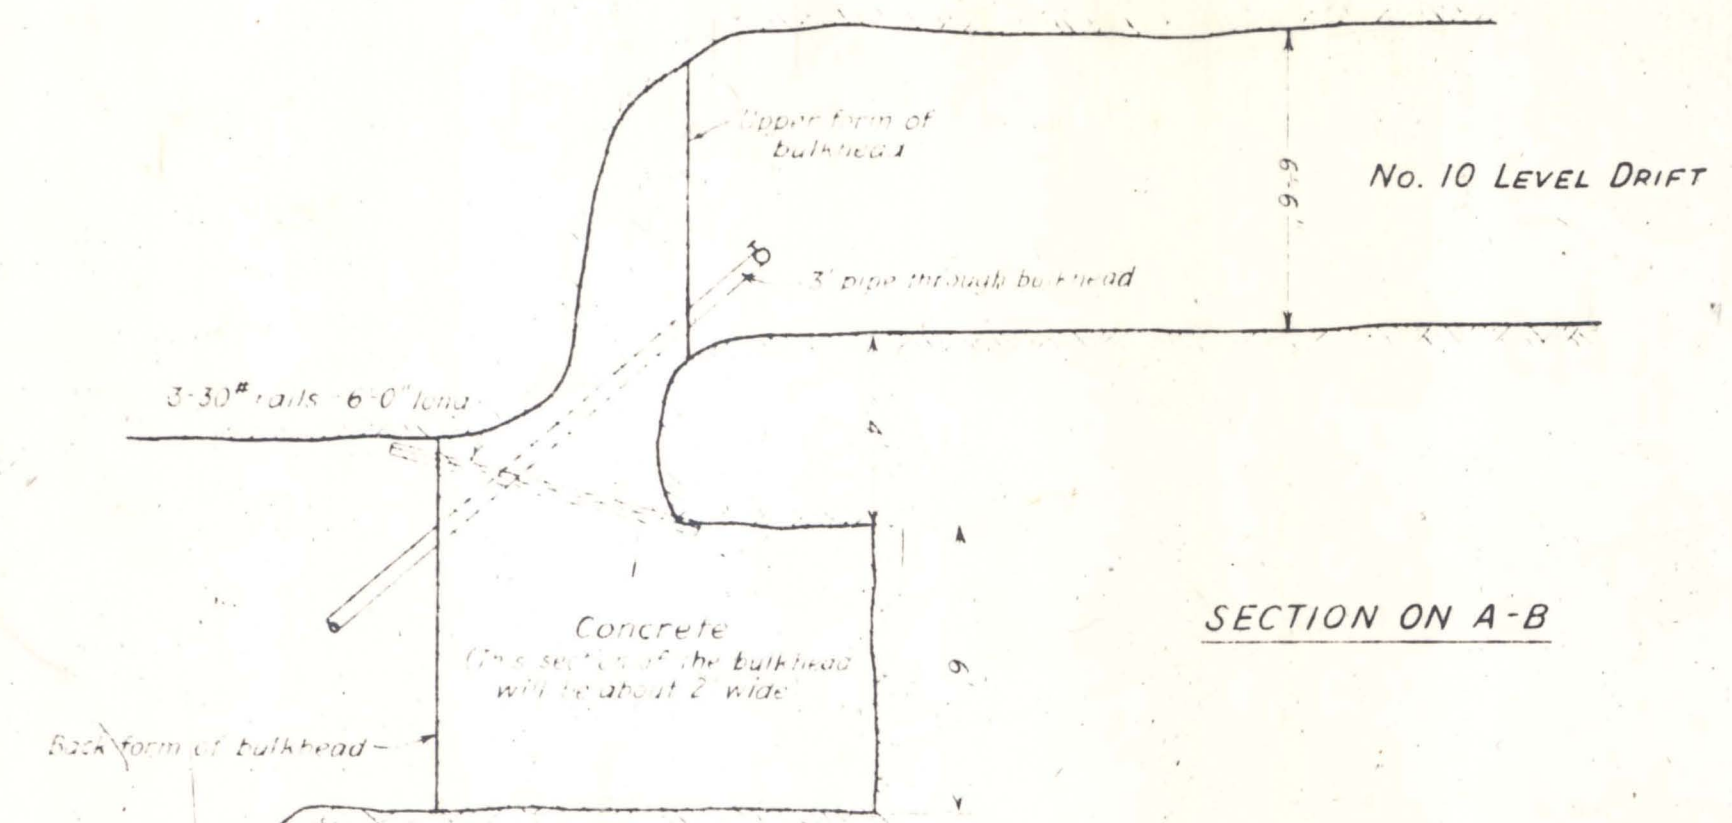 Upper form of
bulkhead
6'-6"
No. 10 LEVEL DRIFT
3" pipe through bulkhead
3-30# rails - 6'-0" long
4
Concrete
(This section of the bulkhead
will be about 2' wide)
6
SECTION ON A-B
Back form of bulkhead